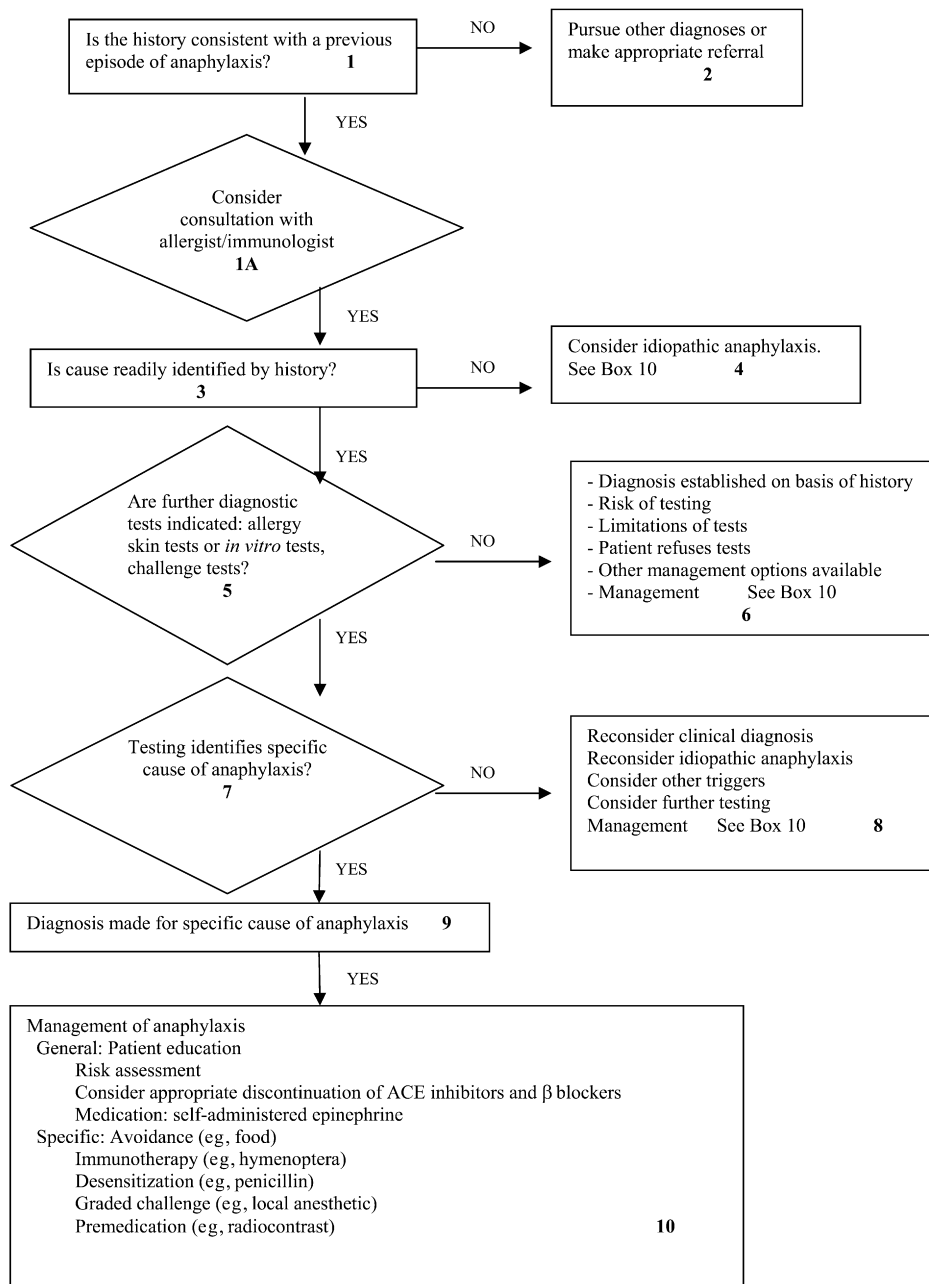 Is the history consistent with a previous
episode of anaphylaxis? 1
NO
Pursue other diagnoses or
make appropriate referral
2
YES
Consider
consultation with
allergist/immunologist
1A
YES
Is cause readily identified by history?
3
NO
Consider idiopathic anaphylaxis.
See Box 10 4
YES
Are further diagnostic
tests indicated: allergy
skin tests or in vitro tests,
challenge tests?
5
NO
- Diagnosis established on basis of history
- Risk of testing
- Limitations of tests
- Patient refuses tests
- Other management options available
- Management See Box 10
6
YES
Testing identifies specific
cause of anaphylaxis?
7
NO
Reconsider clinical diagnosis
Reconsider idiopathic anaphylaxis
Consider other triggers
Consider further testing
Management See Box 10 8
YES
Diagnosis made for specific cause of anaphylaxis 9
YES
Management of anaphylaxis
General: Patient education
Risk assessment
Consider appropriate discontinuation of ACE inhibitors and β blockers
Medication: self-administered epinephrine
Specific: Avoidance (eg, food)
Immunotherapy (eg, hymenoptera)
Desensitization (eg, penicillin)
Graded challenge (eg, local anesthetic)
Premedication (eg, radiocontrast) 10